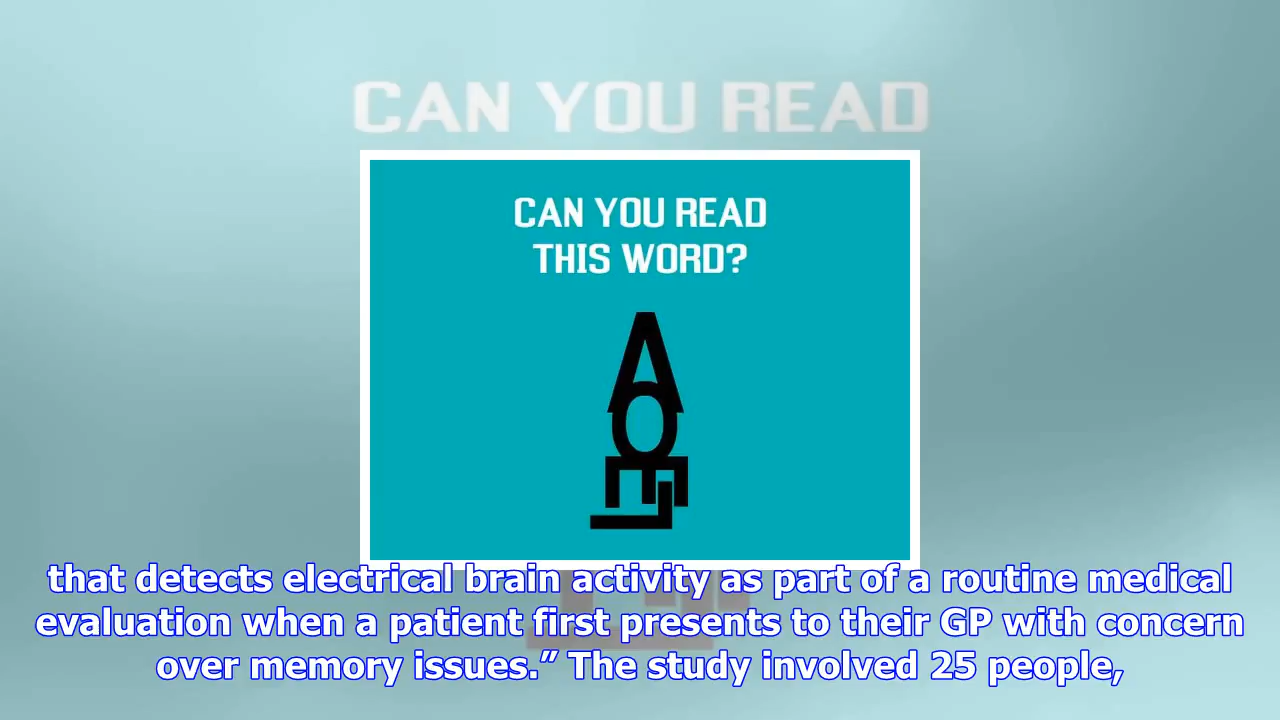 CAN YOU READ
CAN YOU READ
THIS WORD?
that detects electrical brain activity as part of a routine medical
evaluation when a patient first presents to their GP with concern
over memory issues.” The study involved 25 people,